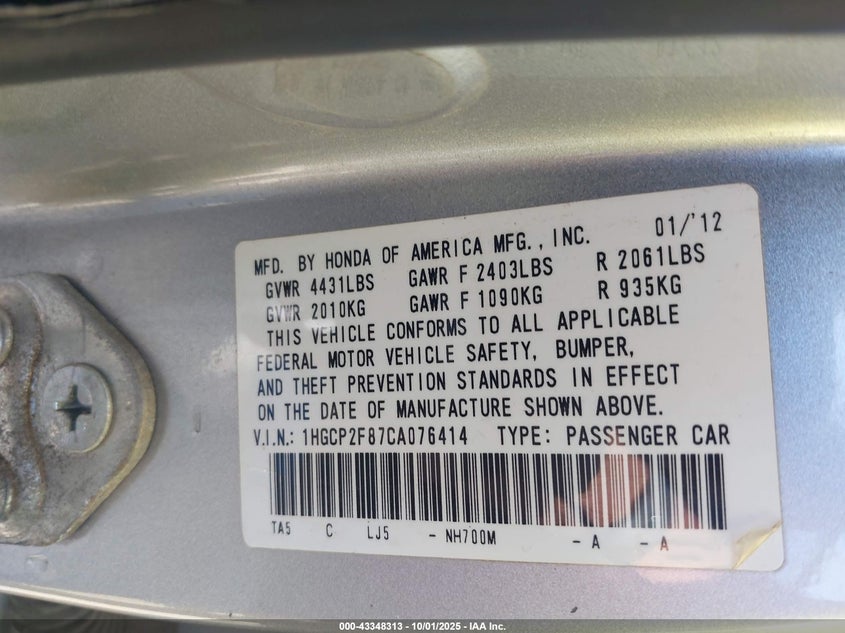 01/'12
MFD. BY HONDA OF AMERICA MFG., INC.
GVWR 4431LBS GAWR F 2403LBS R 2061LBS
GVWR 2010KG GAWR F 1090KG R 935KG
THIS VEHICLE CONFORMS TO ALL APPLICABLE
FEDERAL MOTOR VEHICLE SAFETY, BUMPER,
AND THEFT PREVENTION STANDARDS IN EFFECT
ON THE DATE OF MANUFACTURE SHOWN ABOVE.
V.I.N.: 1HGCP2F87CA076414 TYPE: PASSENGER CAR
TA5 C LJ5 - NH700M - A - A
000-43348313 - 10/01/2025 - IAA Inc.